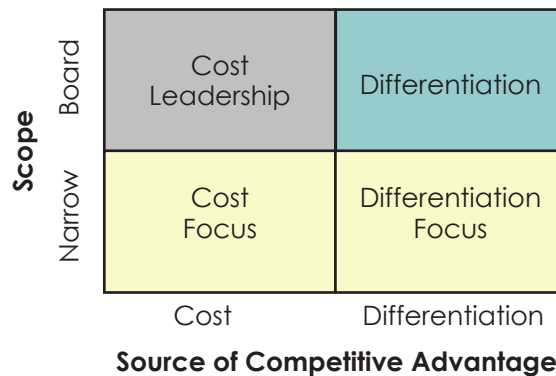 Scope
Board
Narrow
Cost
Leadership
Differentiation
Cost
Focus
Differentiation
Focus
Cost
Differentiation
Source of Competitive Advantage